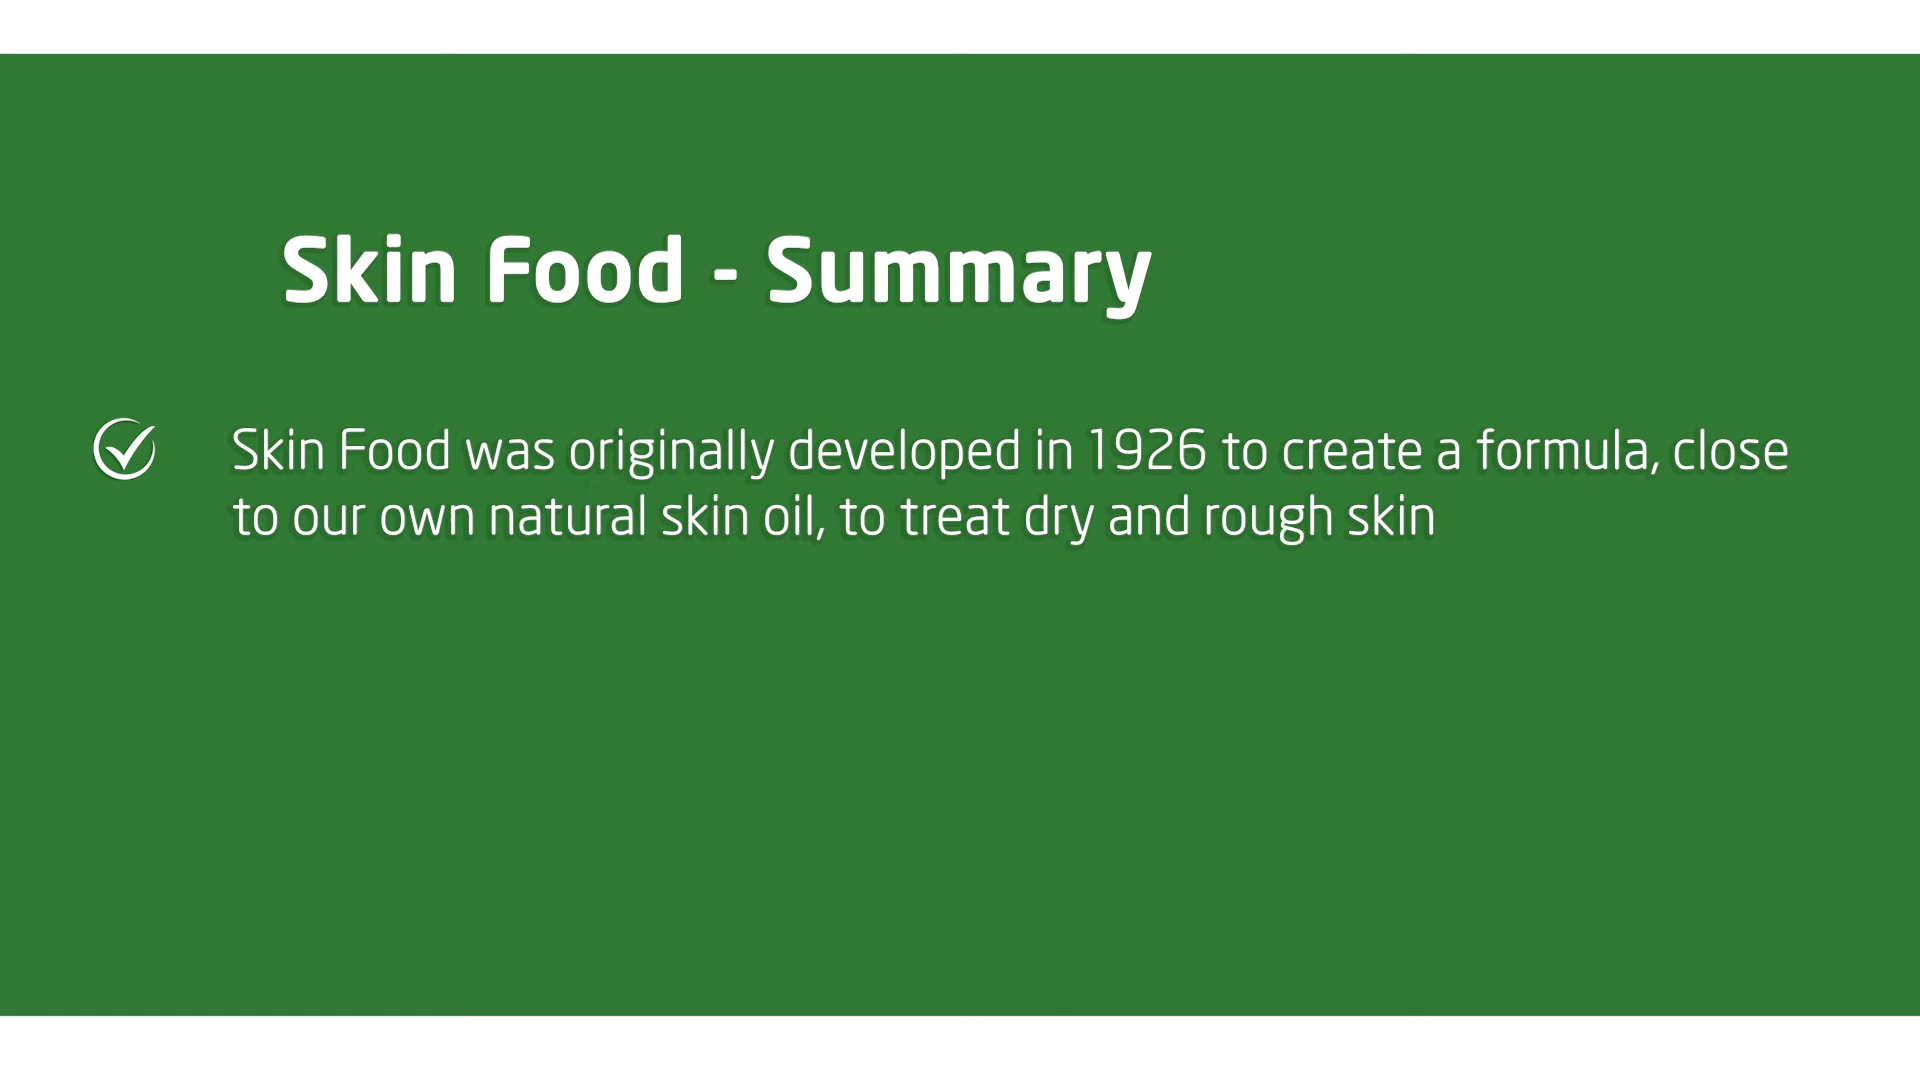 Skin Food - Summary
Skin Food was originally developed in 1926 to create a formula, close
to our own natural skin oil, to treat dry and rough skin